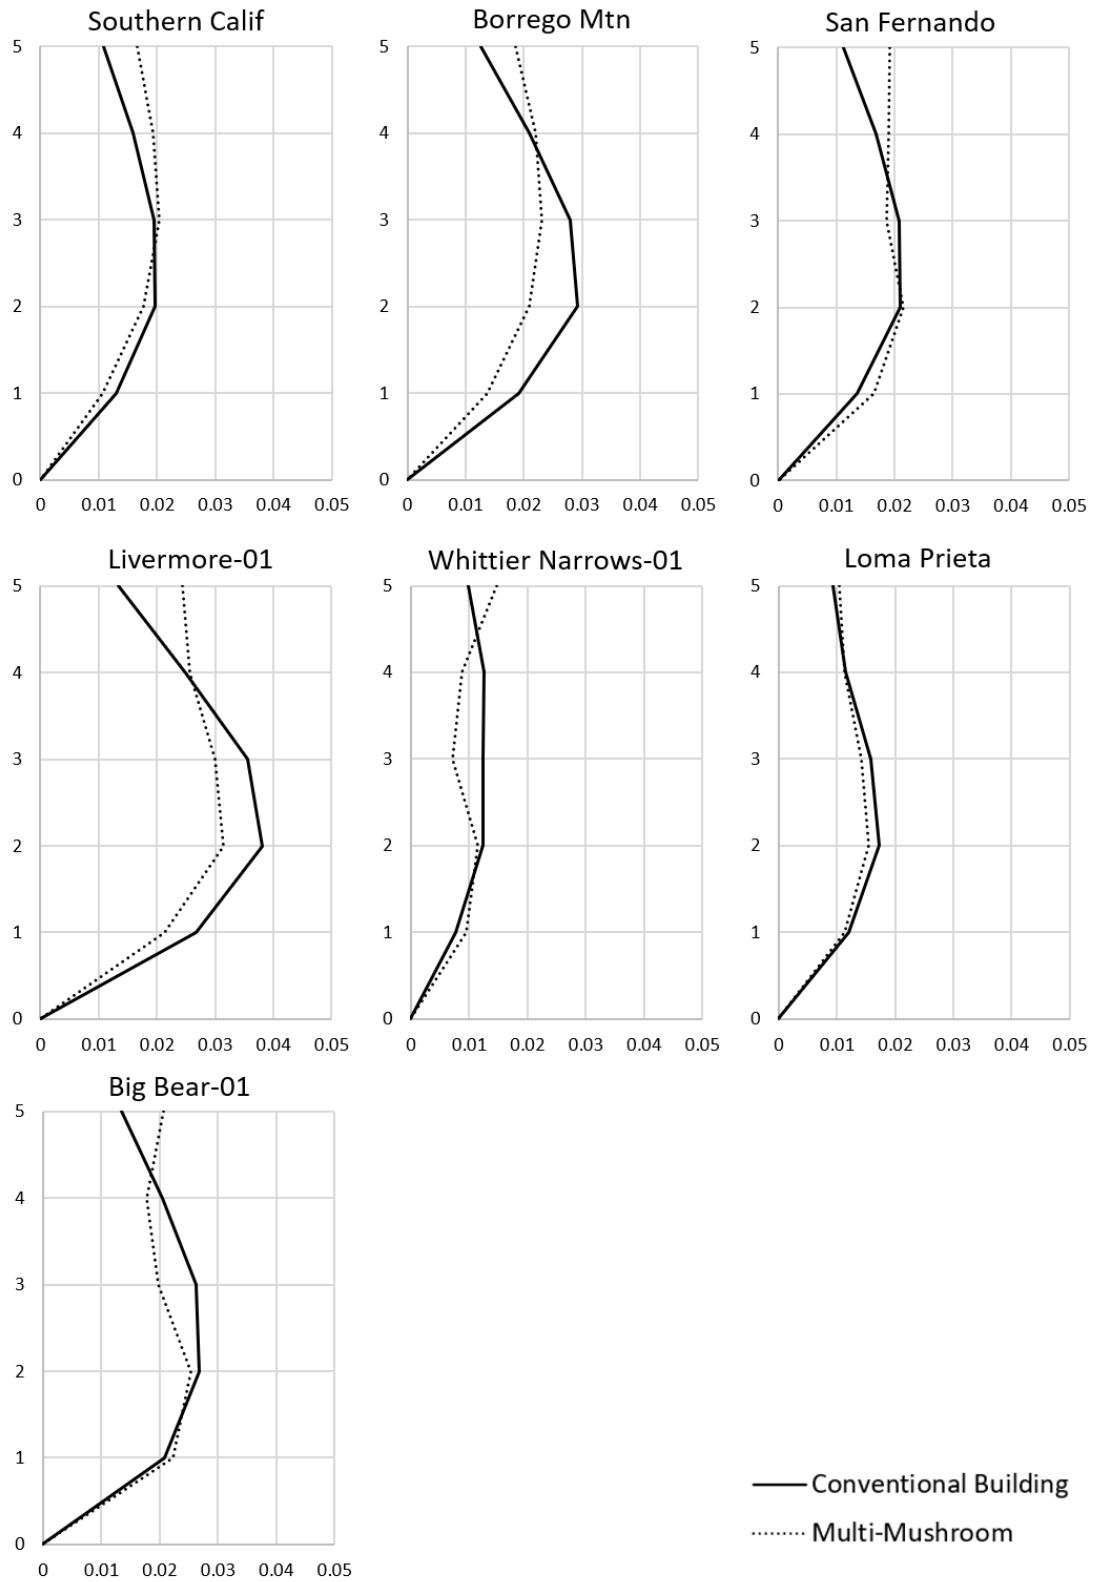 Southern Calif
5
4
3
2
1
0
0 0.01 0.02 0.03 0.04 0.05
Borrego Mtn
5
4
3
2
1
0
0 0.01 0.02 0.03 0.04 0.05
San Fernando
5
4
3
2
1
0
0 0.01 0.02 0.03 0.04 0.05
Livermore-01
5
4
3
2
1
0
0 0.01 0.02 0.03 0.04 0.05
Whittier Narrows-01
5
4
3
2
1
0
0 0.01 0.02 0.03 0.04 0.05
Loma Prieta
5
4
3
2
1
0
0 0.01 0.02 0.03 0.04 0.05
Big Bear-01
5
4
3
2
1
0
0 0.01 0.02 0.03 0.04 0.05
Conventional Building
Multi-Mushroom